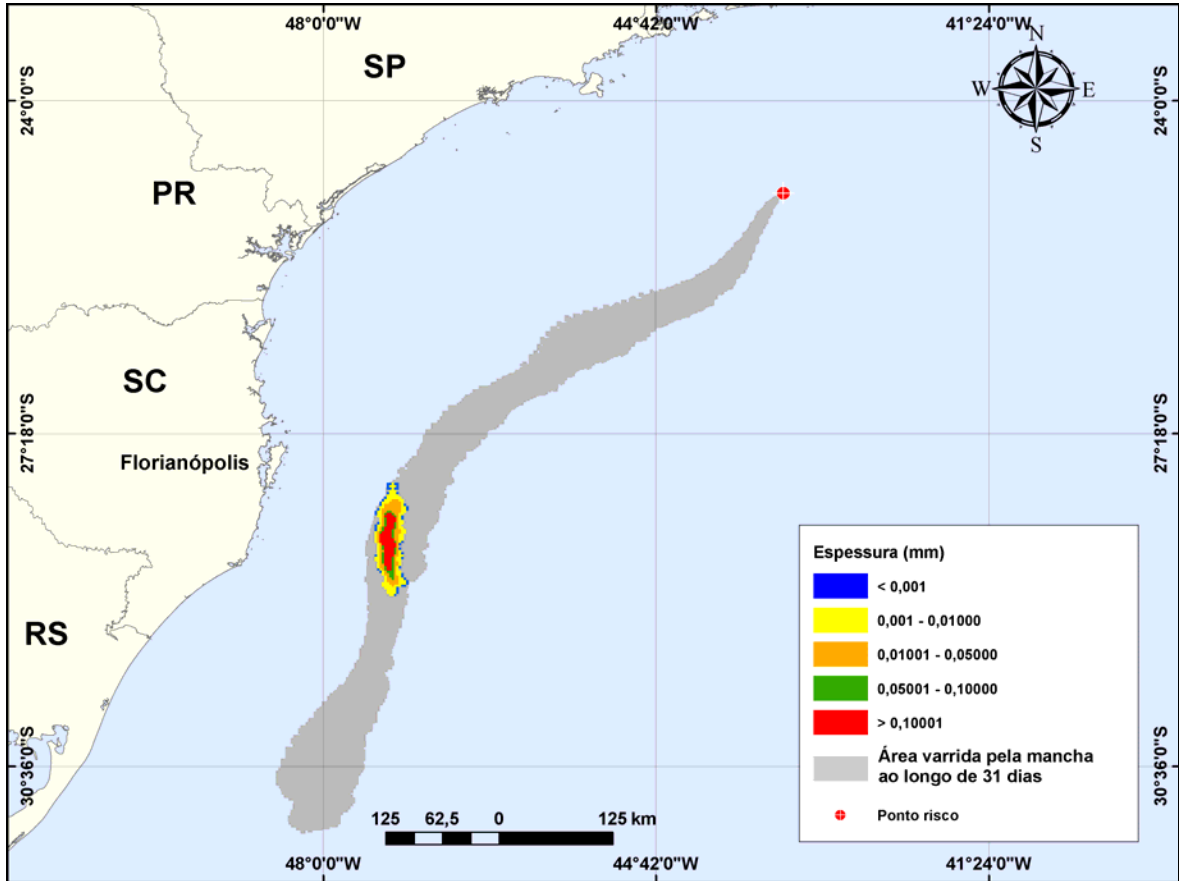 48°0'0"W 44°42'0"W 41°24'0"W
N
SP
W E
24°0'0"S 24°0'0"S
S
PR
SC
27°18'0"S 27°18'0"S
Florianópolis
Espessura (mm)
< 0,001
0,001 - 0,01000
RS
0,01001 - 0,05000
0,05001 - 0,10000
> 0,10001
Área varrida pela mancha
ao longo de 31 dias
30°36'0"S 30°36'0"S
Ponto risco
125 62,5 0 125 km
48°0'0"W 44°42'0"W 41°24'0"W